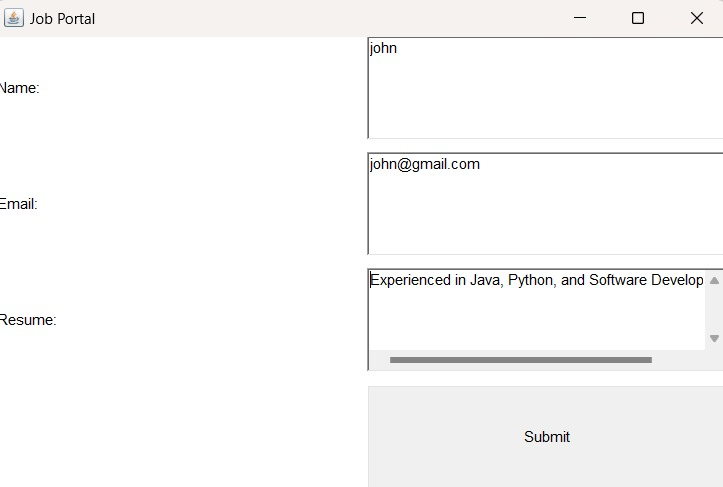 Job Portal
Name:
john
Email:
john@gmail.com
Resume:
Experienced in Java, Python, and Software Develop
Submit